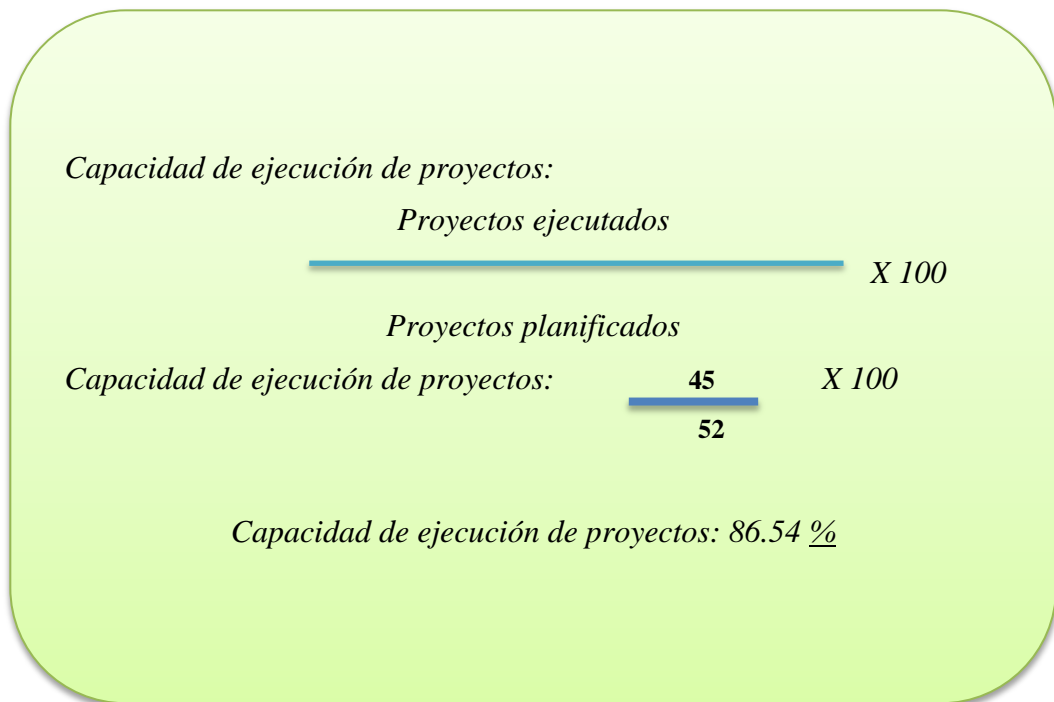 Capacidad de ejecución de proyectos:
Proyectos ejecutados
X 100
Proyectos planificados
Capacidad de ejecución de proyectos: 45 X 100
52
Capacidad de ejecución de proyectos: 86.54 %